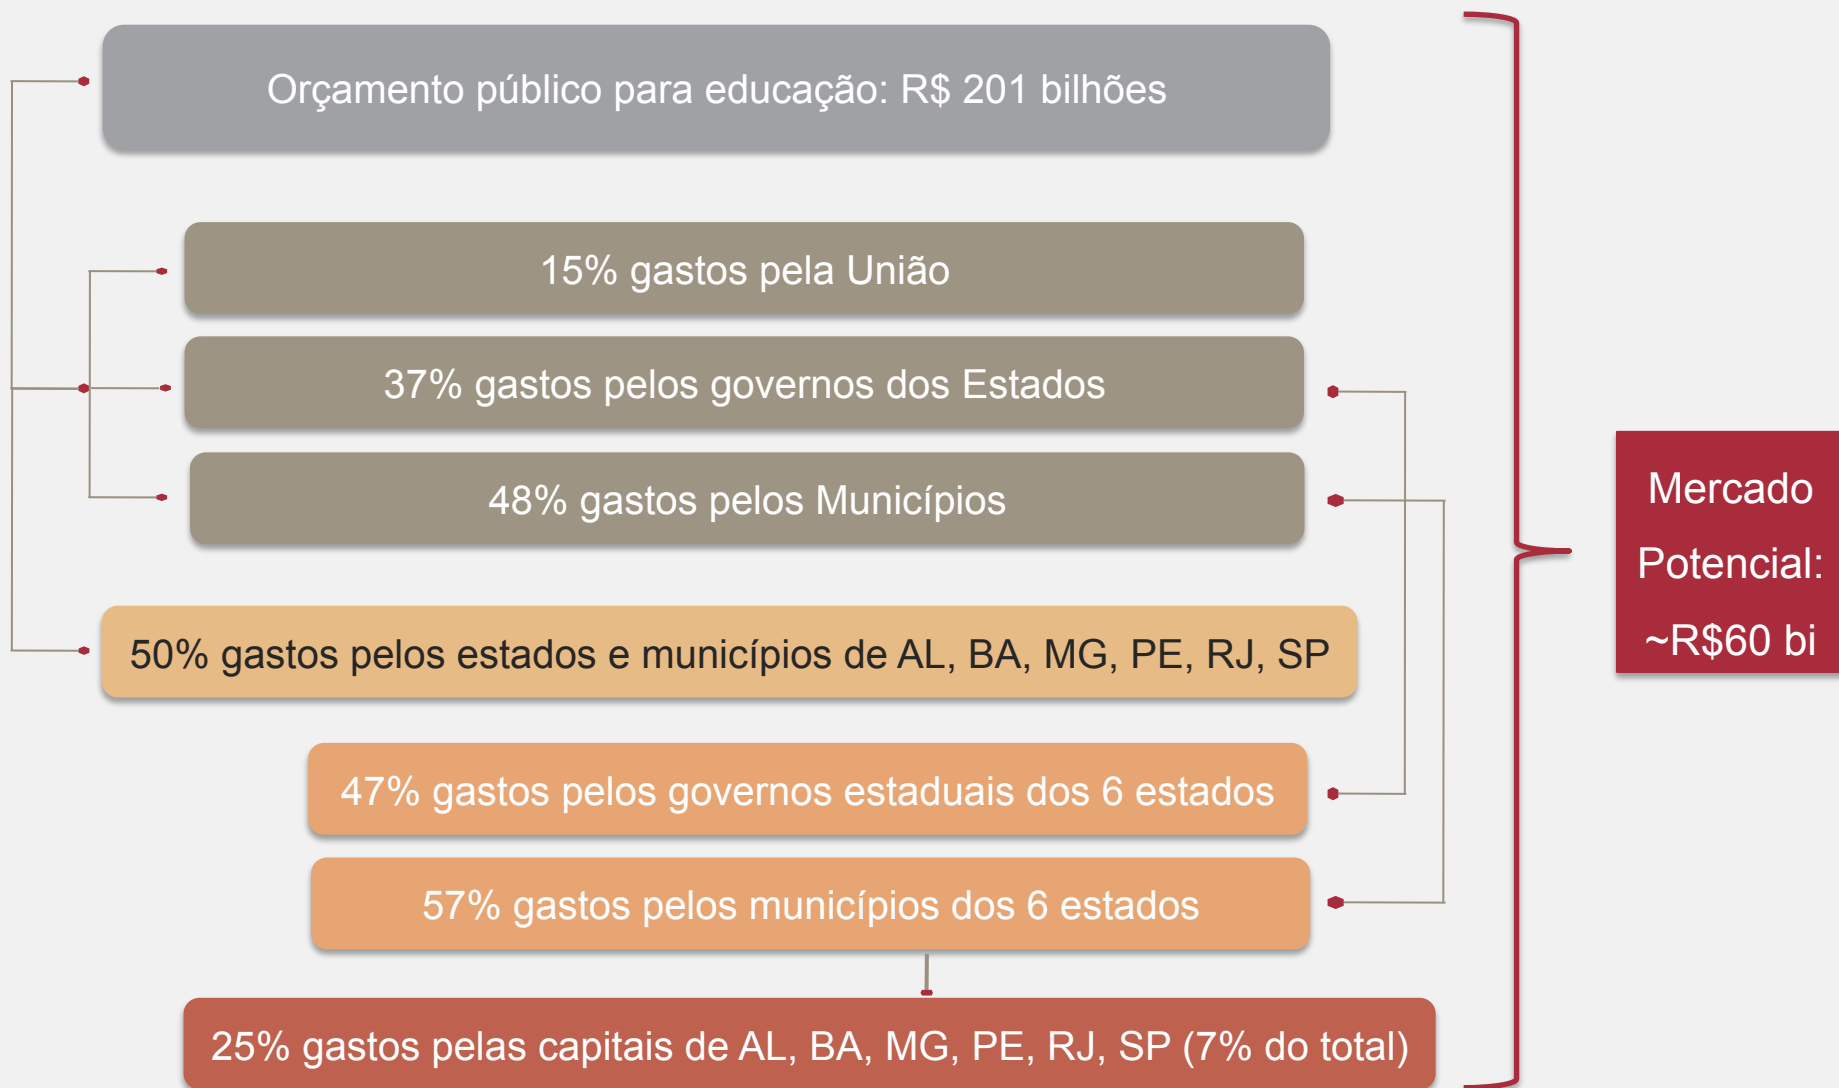 Orçamento público para educação: R$ 201 bilhões
15% gastos pela União
37% gastos pelos governos dos Estados
48% gastos pelos Municípios
50% gastos pelos estados e municípios de AL, BA, MG, PE, RJ, SP
47% gastos pelos governos estaduais dos 6 estados
57% gastos pelos municípios dos 6 estados
25% gastos pelas capitais de AL, BA, MG, PE, RJ, SP (7% do total)
Mercado
Potencial:
~R$60 bi